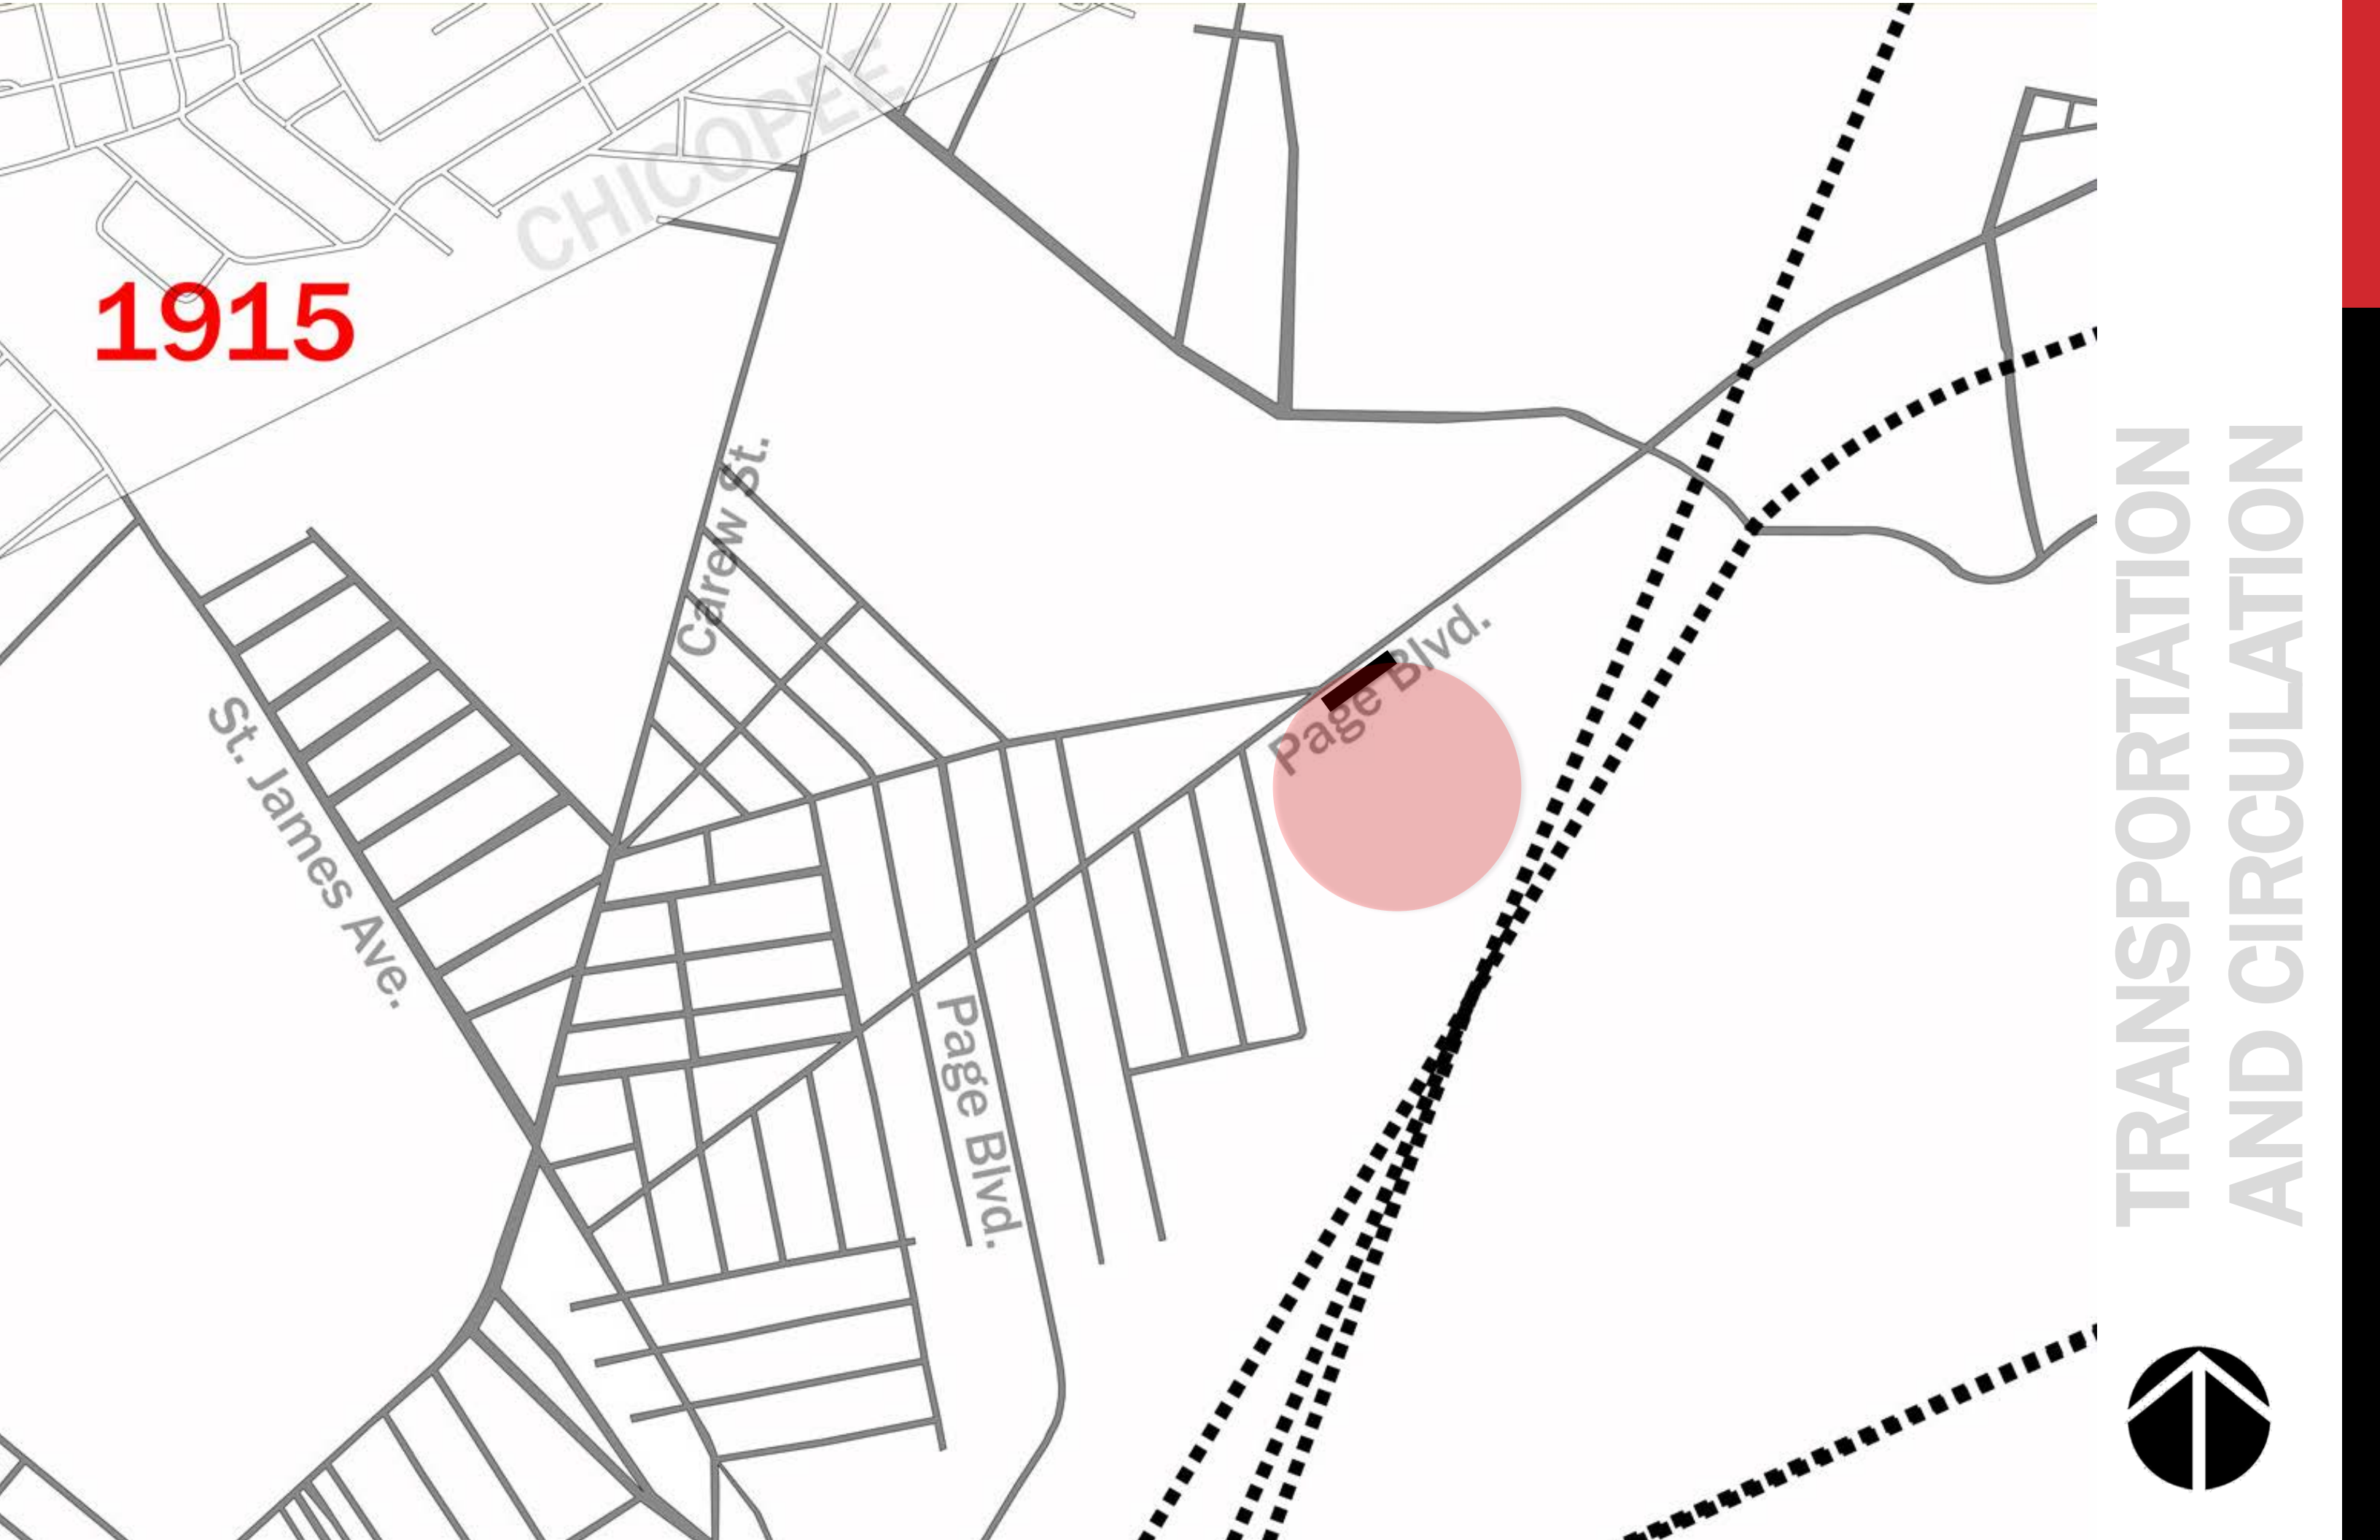 CHICOPEE
1915
Carew St.
Page Blvd.
St. James Ave.
Page Blvd.
TRANSPORTATION
AND CIRCULATION